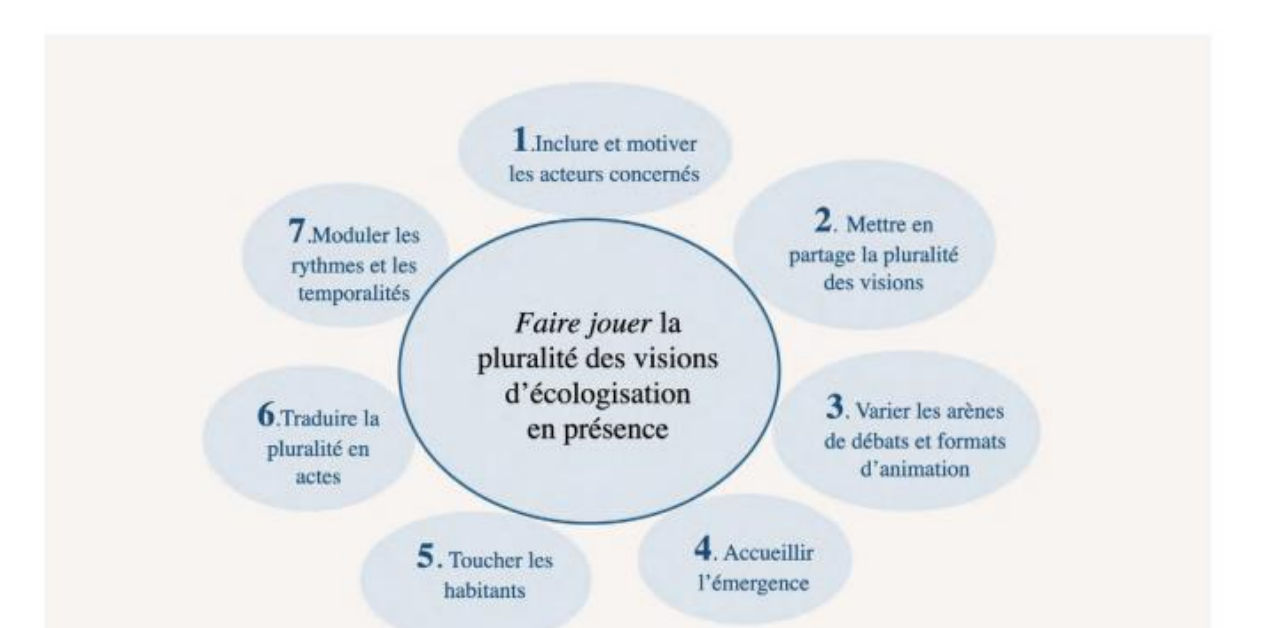 1.Inclure et motiver
les acteurs concernés
2. Mettre en
partage la pluralité
des visions
3. Varier les arènes
de débats et formats
d’animation
4. Accueillir
l’émergence
5. Toucher les
habitants
6.Traduire la
pluralité en
actes
7.Moduler les
rythmes et les
temporalités
Faire jouer la
pluralité des visions
d’écologisation
en présence